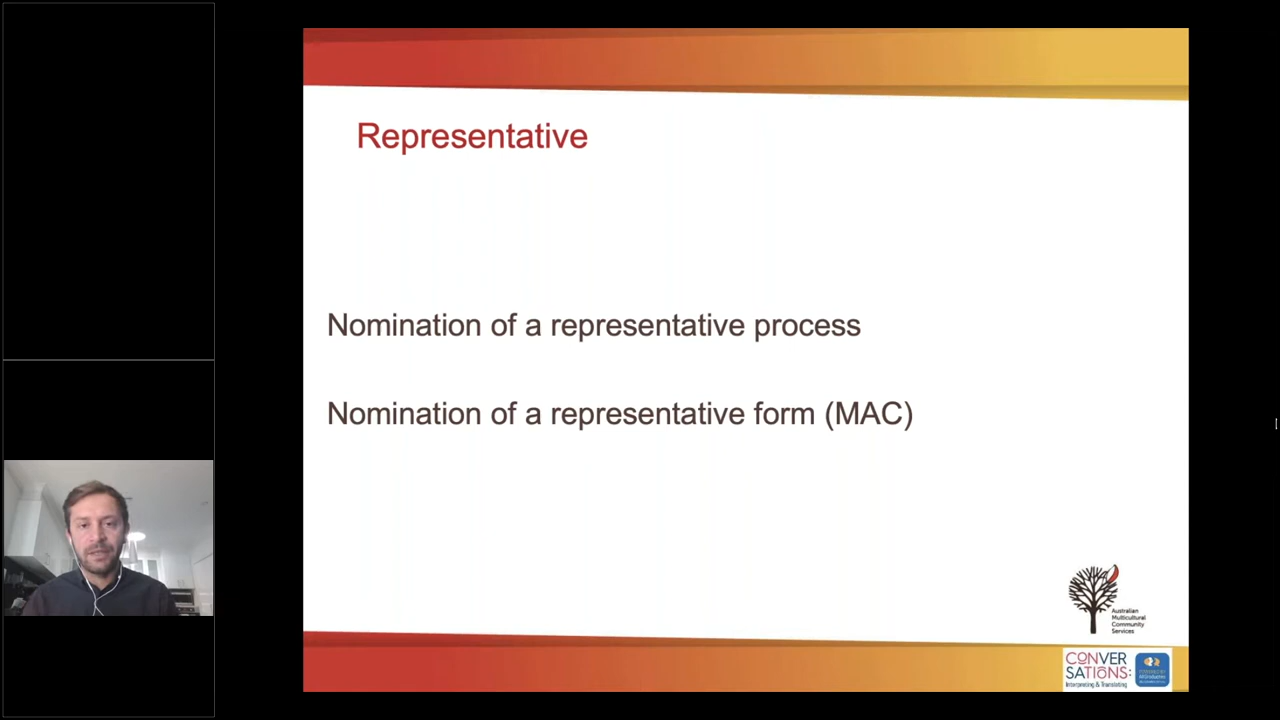 Representative
Nomination of a representative process
Nomination of a representative form (MAC)
Australian
Multicultural
Community
Services
CONVER
SATIONS:
Interpreting & Translating